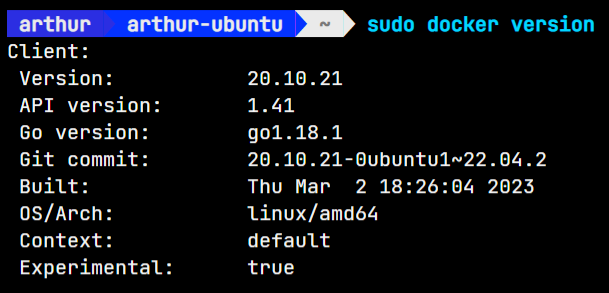 arthur arthur-ubuntu ~ sudo docker version
Client:
 Version:           20.10.21
 API version:       1.41
 Go version:        go1.18.1
 Git commit:        20.10.21-0ubuntu1~22.04.2
 Built:             Thu Mar  2 18:26:04 2023
 OS/Arch:           linux/amd64
 Context:           default
 Experimental:      true